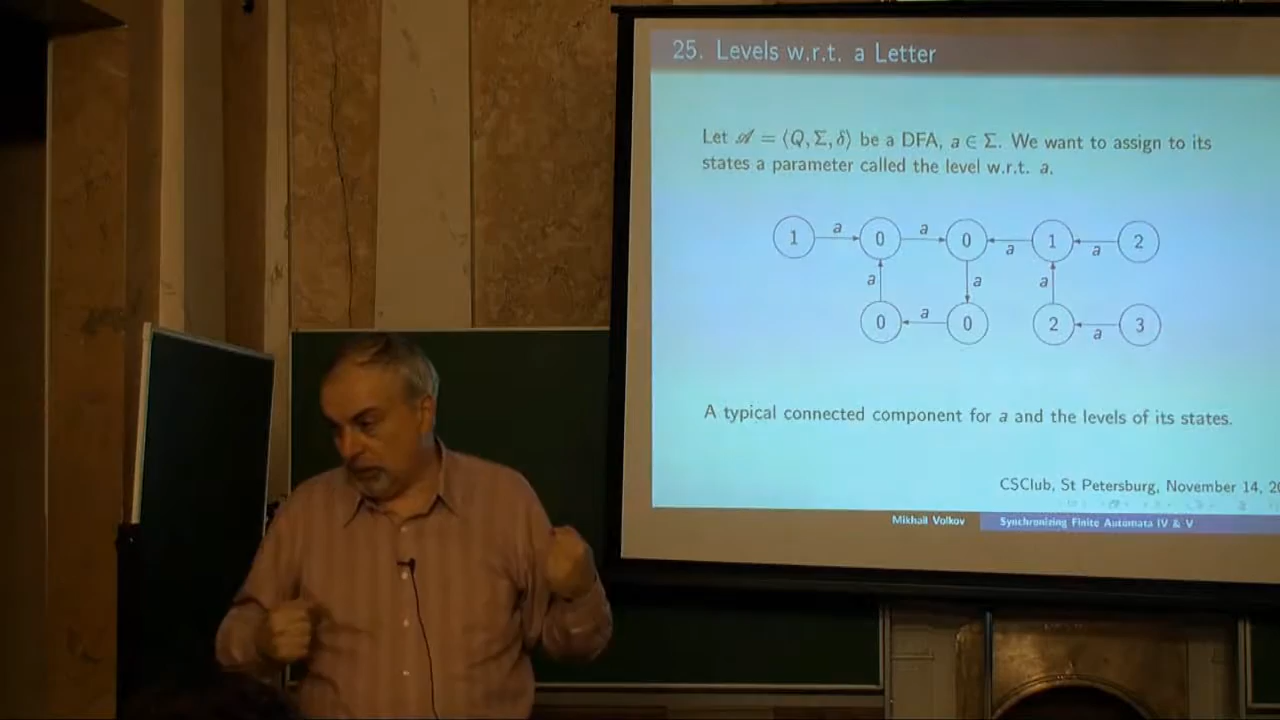 25. Levels w.r.t. a Letter
Let 𝒜 = ⟨Q, Σ, δ⟩ be a DFA, a ∈ Σ. We want to assign to its
states a parameter called the level w.r.t. a.
1 a 0 a 0 a 1 a 2
a a a
0 a 0 2 a 3
A typical connected component for a and the levels of its states.
CSClub, St Petersburg, November 14,
Mikhail Volkov Synchronizing Finite Automata IV & V